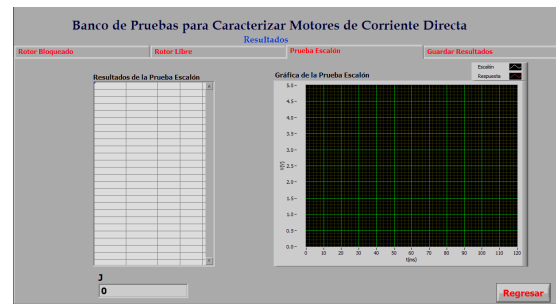 Banco de Pruebas para Caracterizar Motores de Corriente Directa
Resultados
Rotor Bloqueado
Rotor Libre
Prueba Escalón
Guardar Resultados
Resultados de la Prueba Escalón
Gráfica de la Prueba Escalón
Escalón
Respuesta
5.0
4.5
4.0
3.5
3.0
2.5
2.0
1.5
1.0
0.5
0.0
0 10 20 30 40 50 60 70 80 90 100 110 120
t(ms)
J
0
Regresar